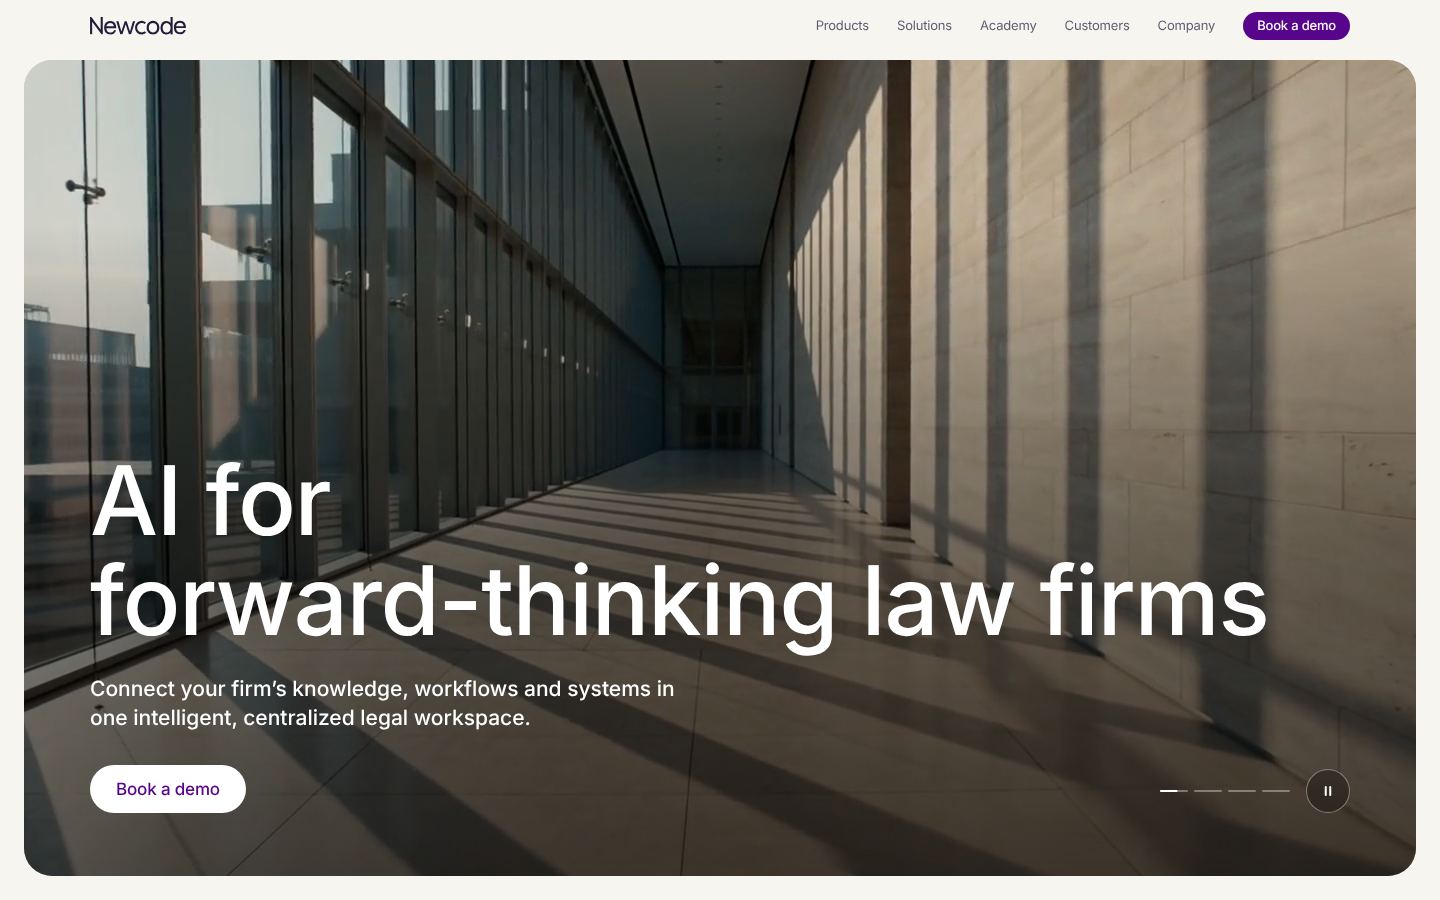 Newcode
Products Solutions Academy Customers Company Book a demo
AI for
forward-thinking law firms
Connect your firm’s knowledge, workflows and systems in
one intelligent, centralized legal workspace.
Book a demo